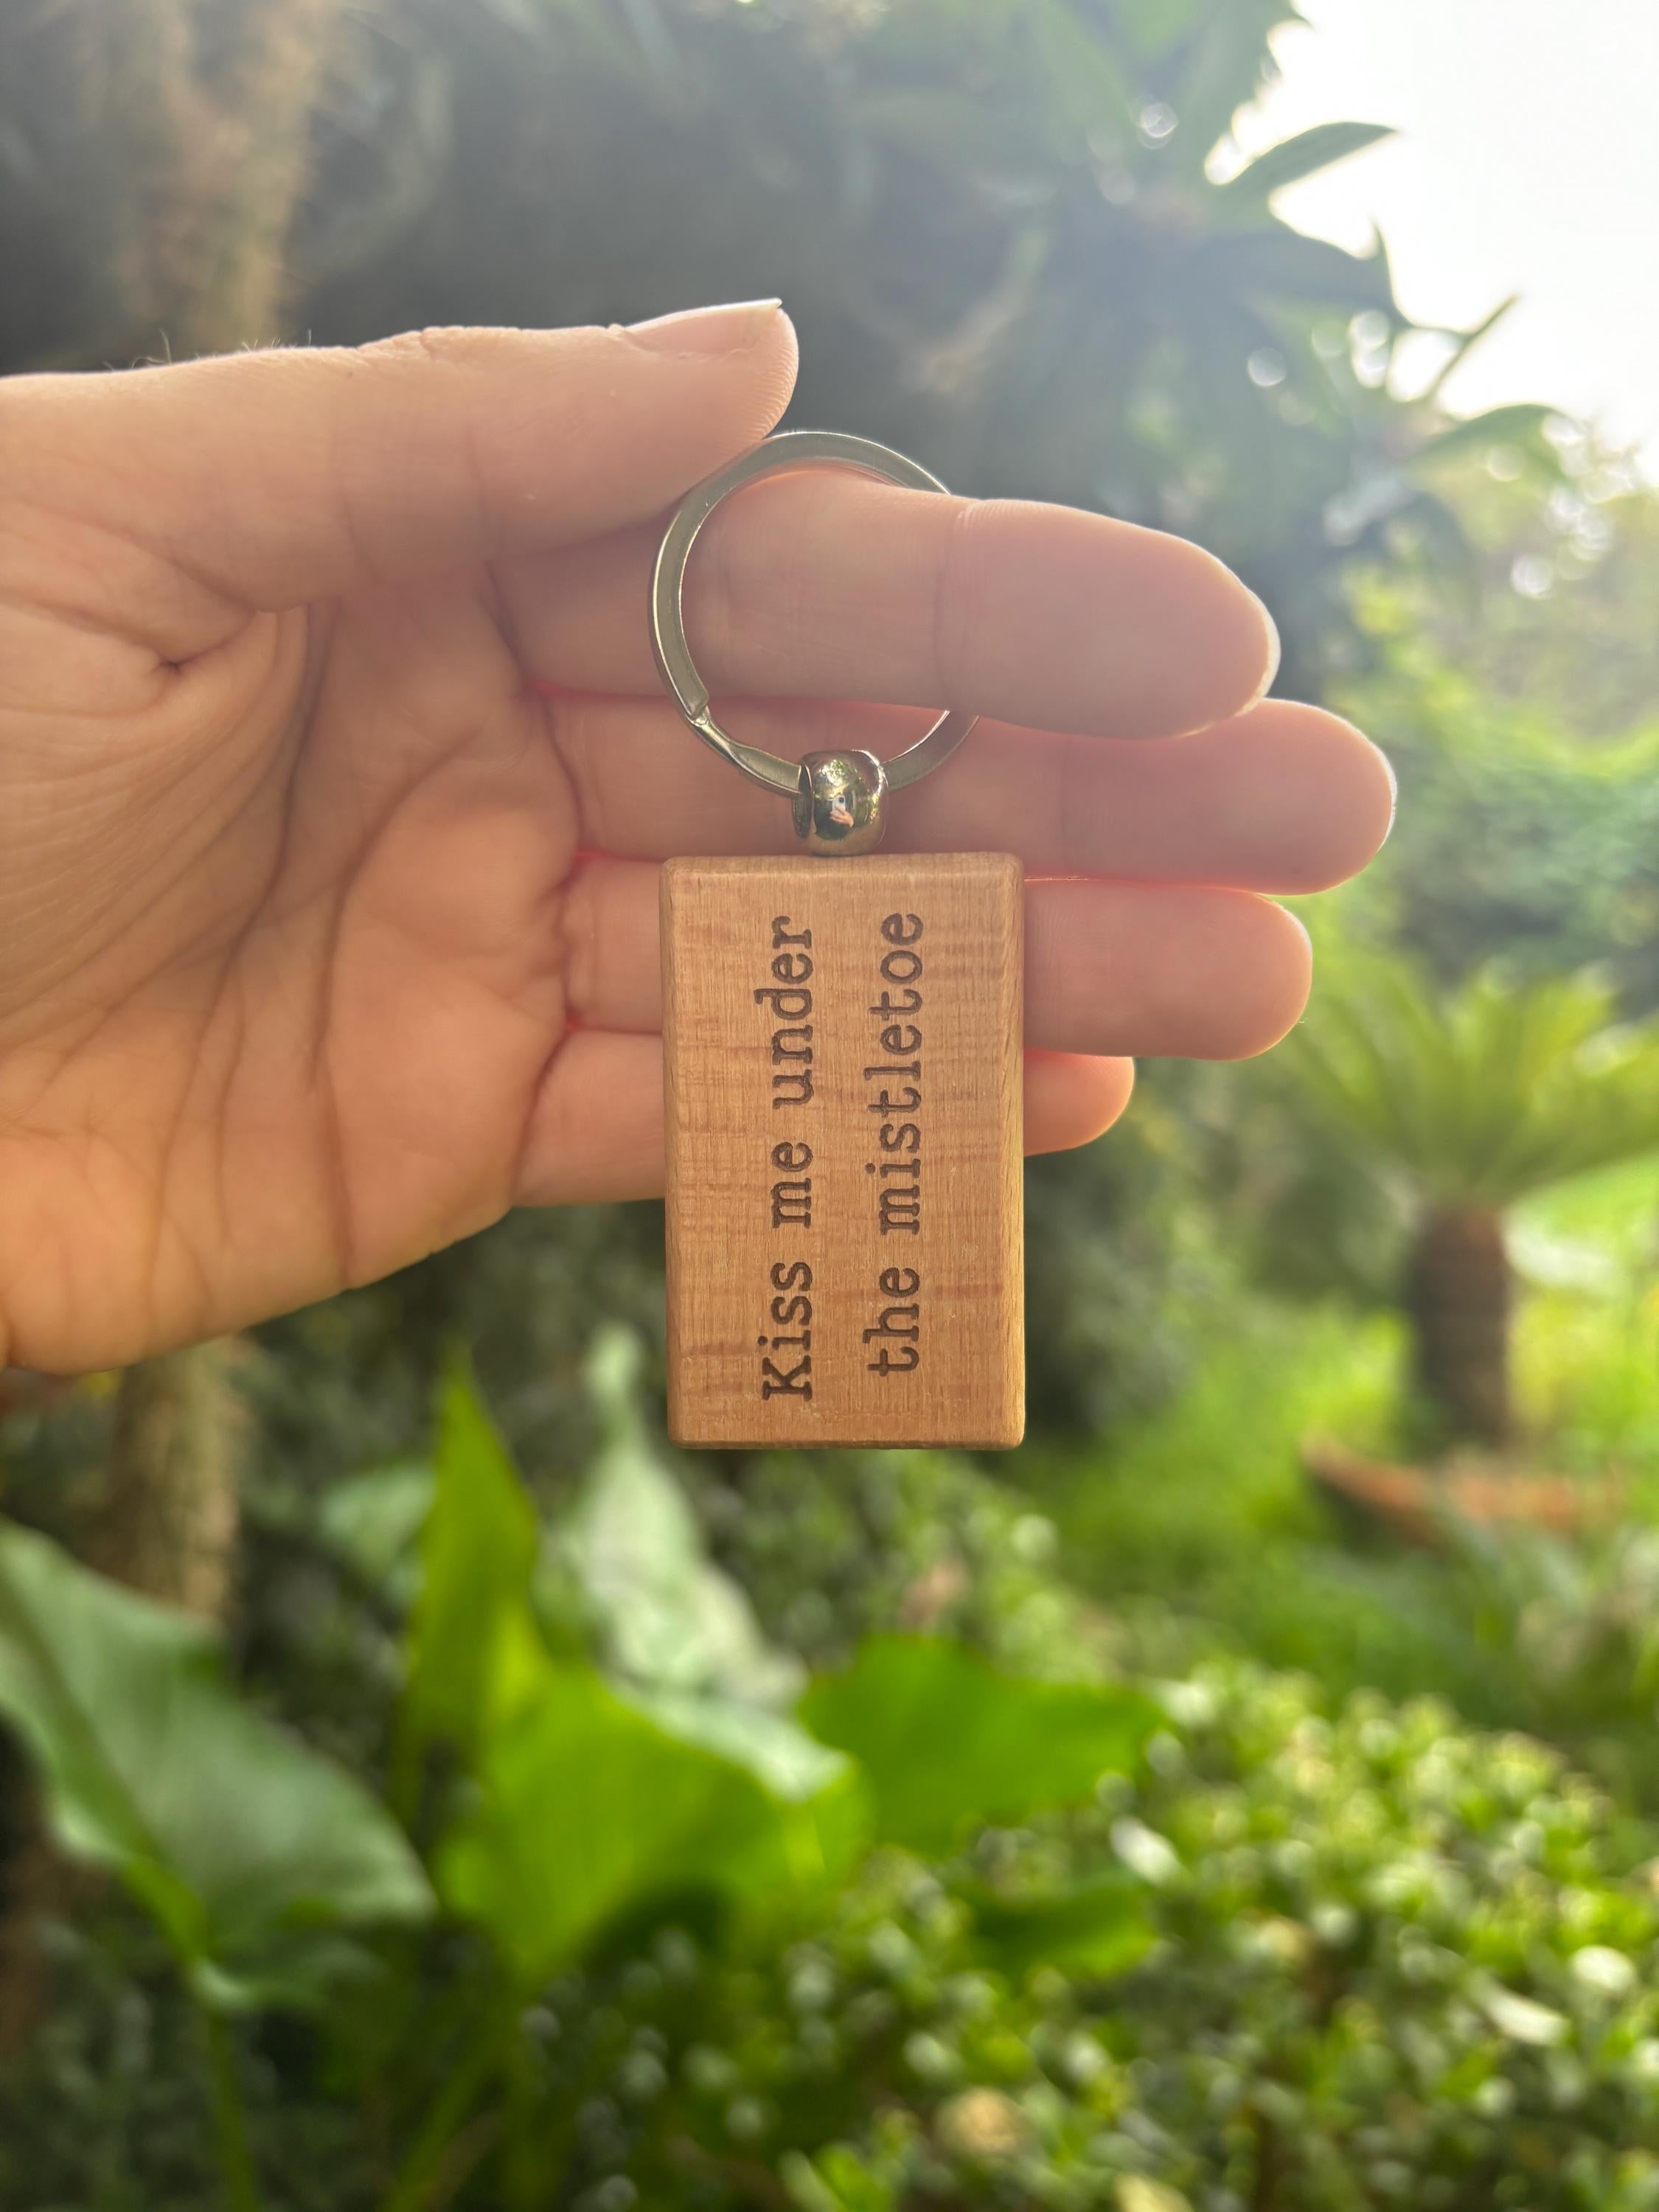 Kiss me under
the mistletoe